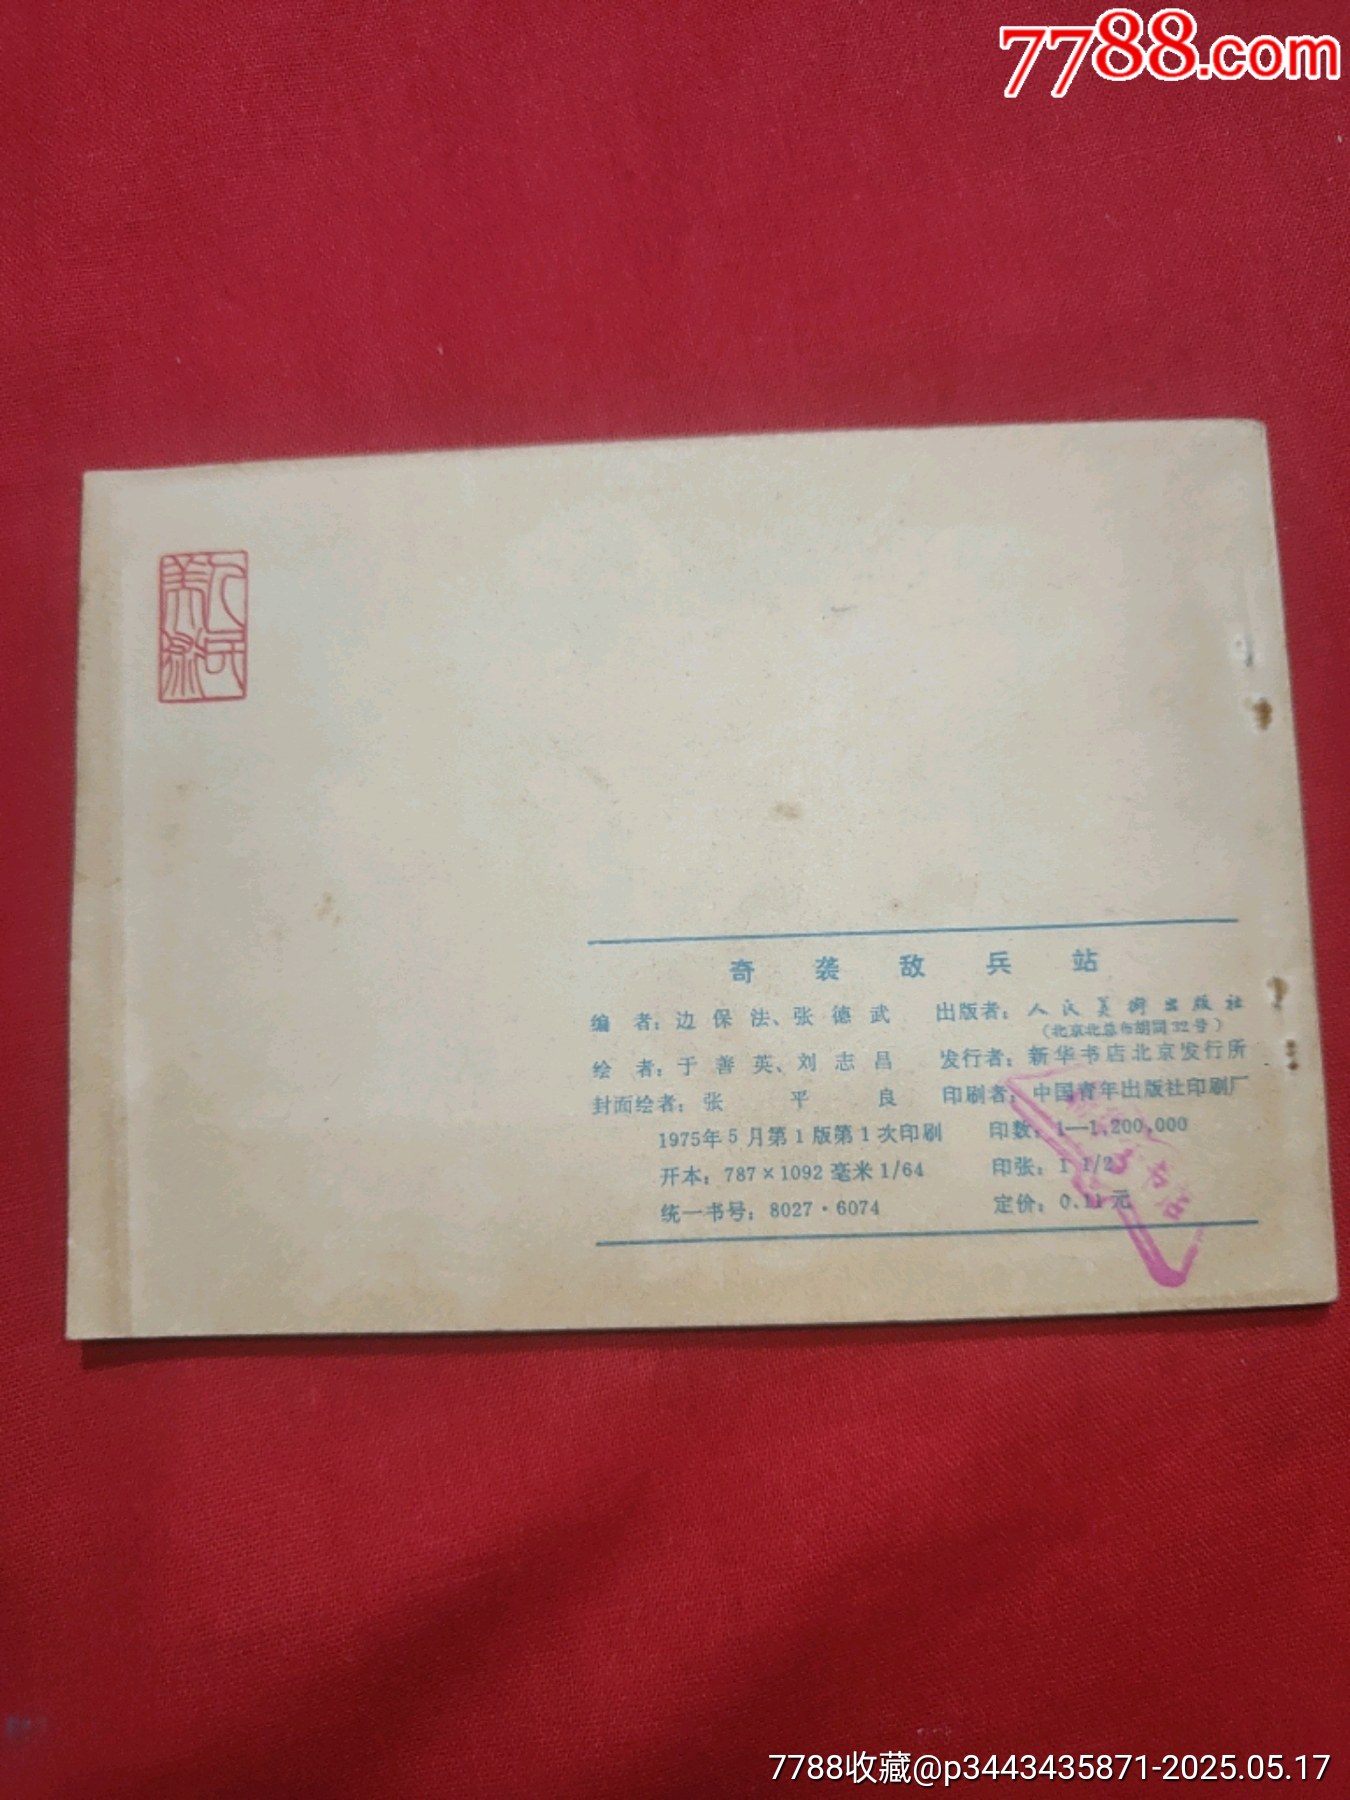 7788.com
人民美术
奇袭敌兵站
编者：边保法、张德武 出版者：人民美術出版社
（北京北总布胡同32号）
绘者：于善英、刘志昌 发行者：新华书店北京发行所
封面绘者：张平良 印刷者：中国青年出版社印刷厂
1975年5月第1版第1次印刷 印数：1—1,200,000
开本：787×1092毫米1/64 印张：1 1/2
统一书号：8027·6074 定价：0.11元
书店
7788收藏@p3443435871-2025.05.17